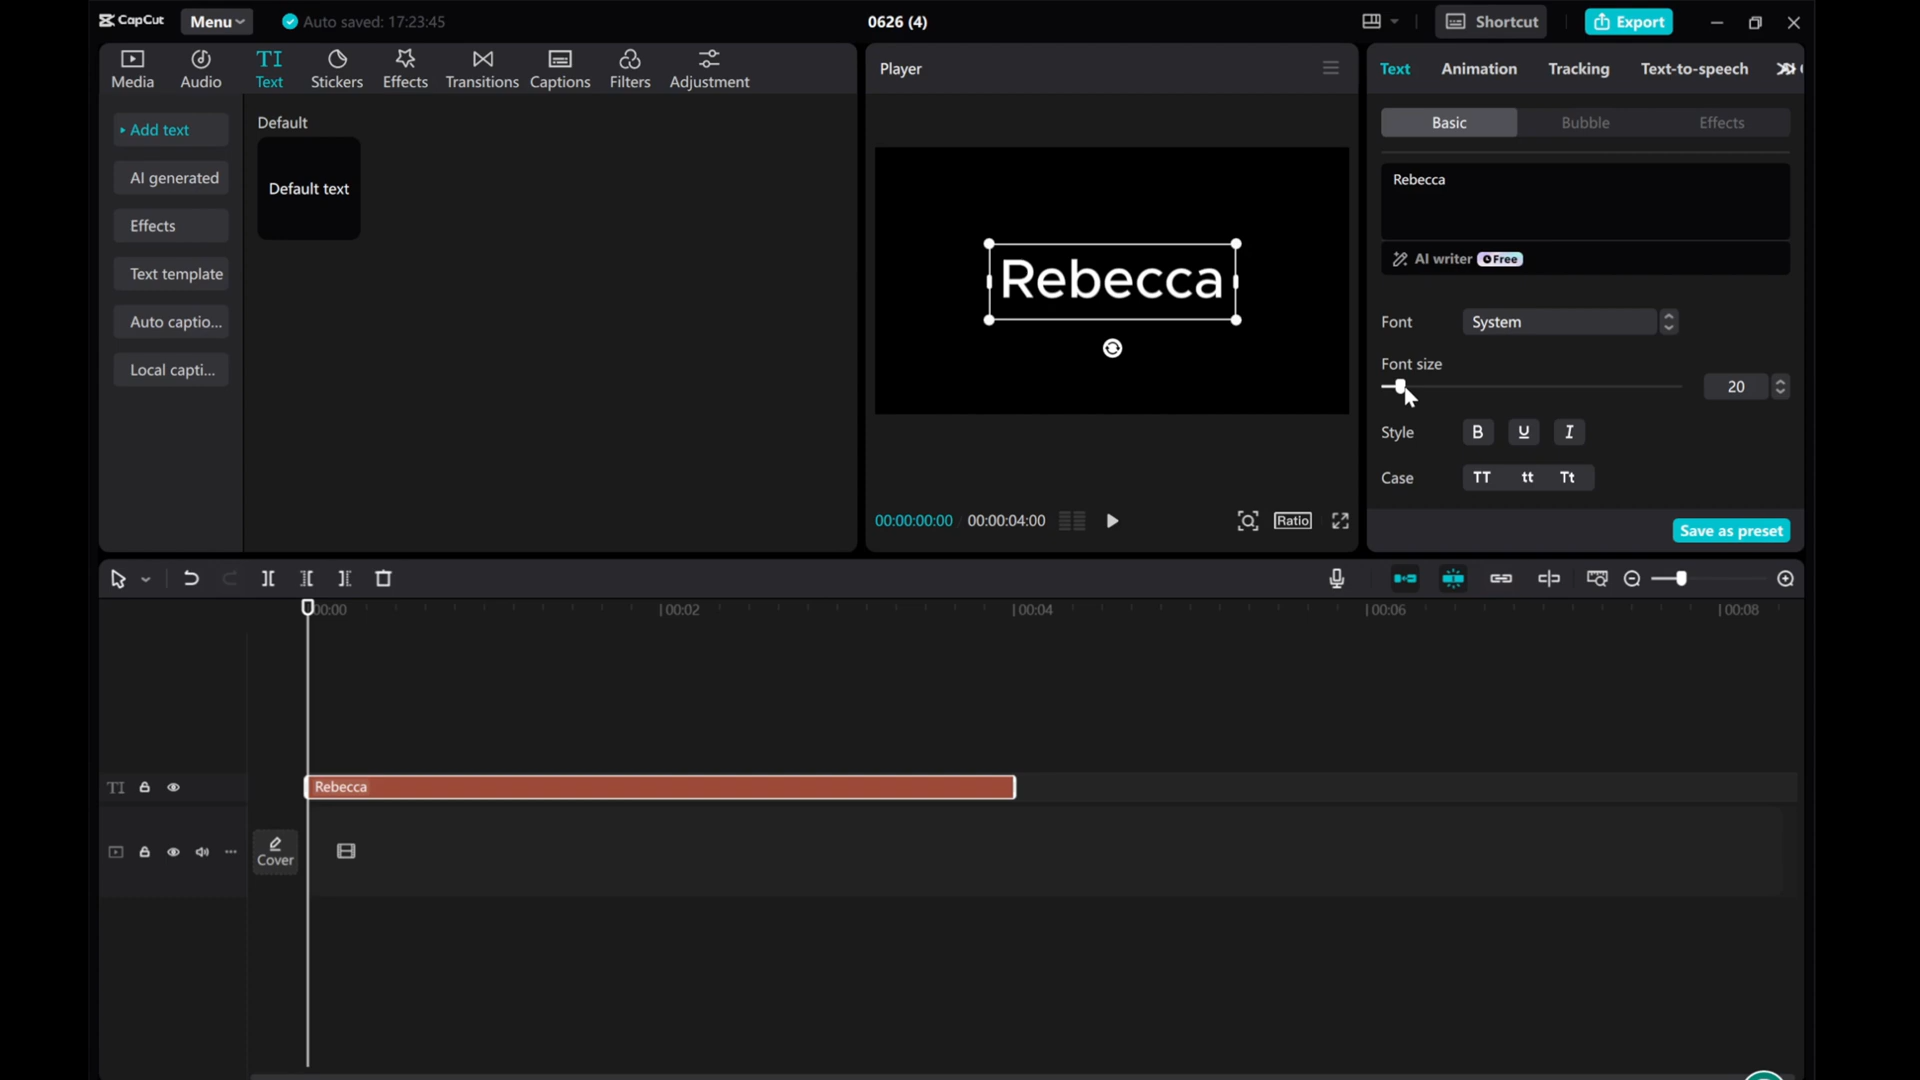 CapCut Menu Auto saved: 17:23:45 0626 (4) Shortcut Export
Media Audio Text Stickers Effects Transitions Captions Filters Adjustment
TI
Add text
AI generated
Effects
Text template
Auto captio...
Local capti...
Default
Default text
Player
Rebecca
00:00:00:00 00:00:04:00 Ratio
Text Animation Tracking Text-to-speech
Basic Bubble Effects
Rebecca
AI writer Free
Font System
Font size
20
Style B U I
Case TT tt Tt
Save as preset
00:00 00:02 00:04 00:06 00:08
TI Rebecca
Cover